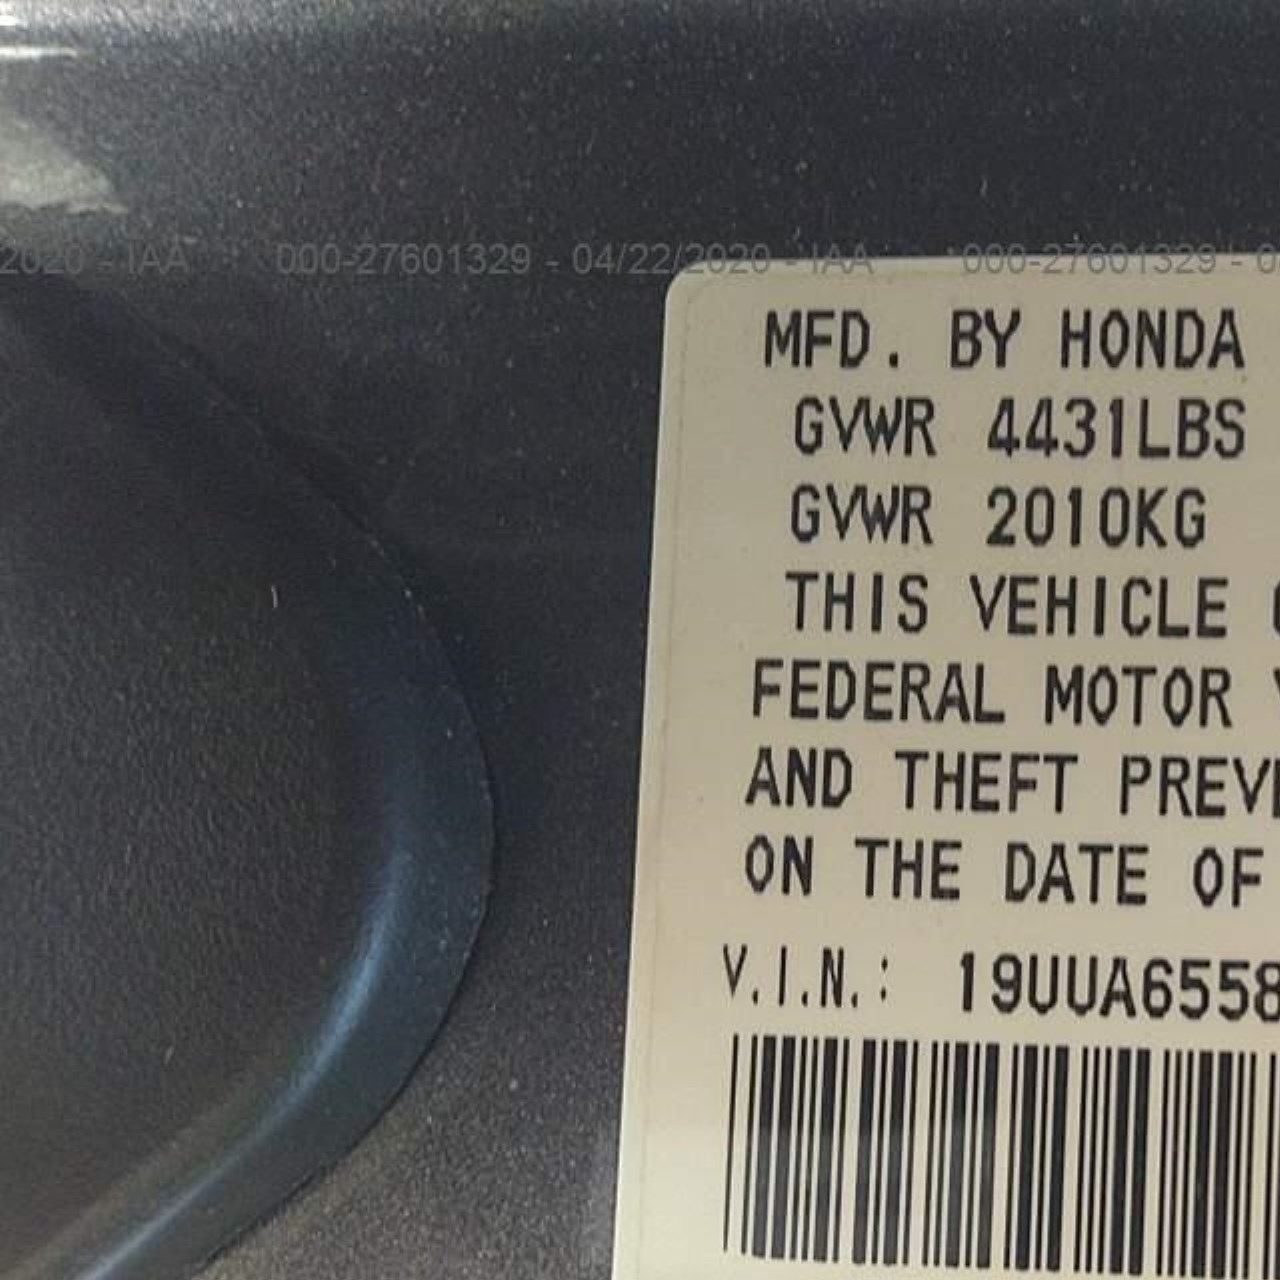 2020 - IAA 000-27601329 - 04/22/2020 - IAA 000-27601329 - 0
MFD. BY HONDA
GVWR 4431LBS
GVWR 2010KG
THIS VEHICLE
FEDERAL MOTOR
AND THEFT PREVE
ON THE DATE OF
V.I.N.: 19UUA6558